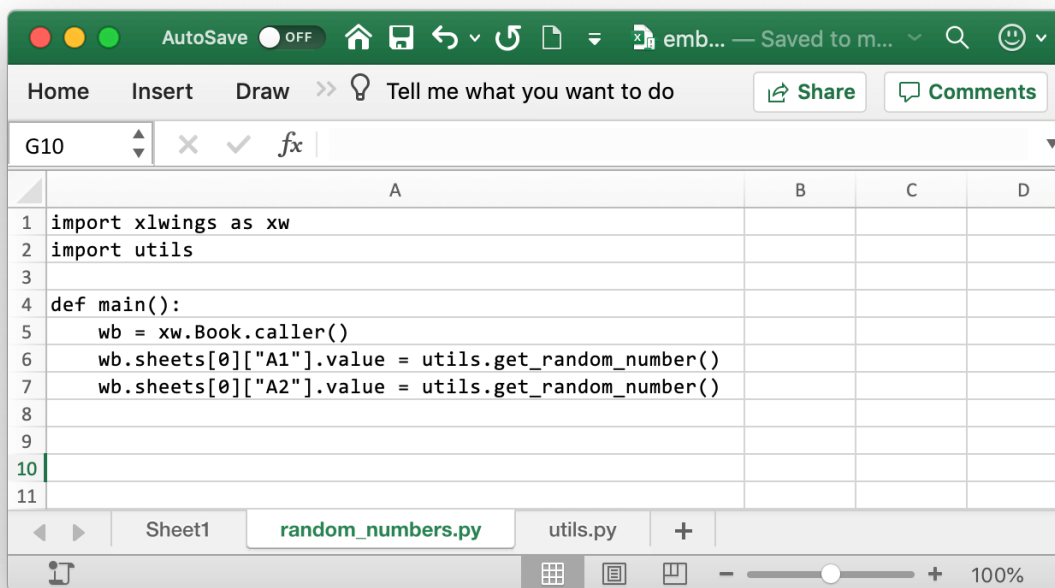 AutoSave OFF emb... — Saved to m...
Home Insert Draw Tell me what you want to do Share Comments
G10 fx
A B C D
1 import xlwings as xw
2 import utils
3
4 def main():
5     wb = xw.Book.caller()
6     wb.sheets[0]["A1"].value = utils.get_random_number()
7     wb.sheets[0]["A2"].value = utils.get_random_number()
8
9
10
11
Sheet1 random_numbers.py utils.py +
− + 100%